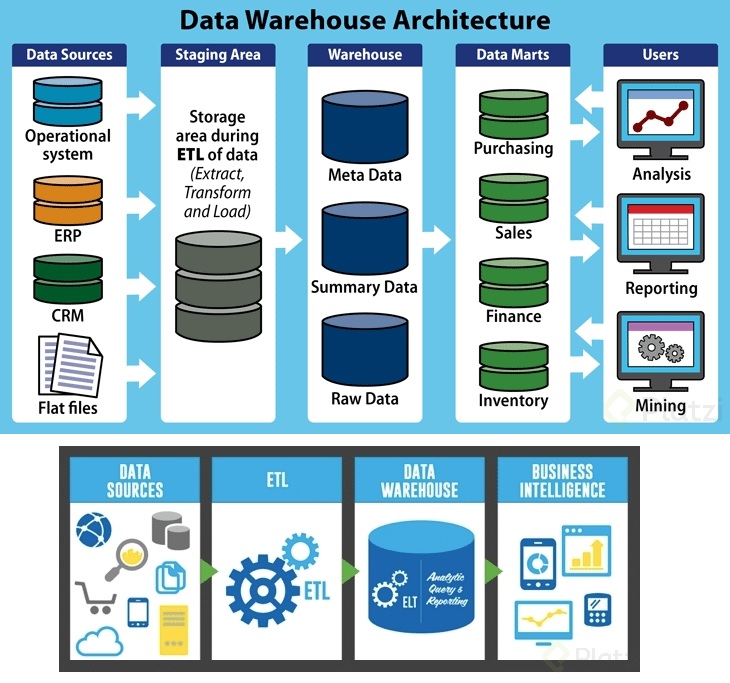 Data Warehouse Architecture
Data Sources
Operational
system
ERP
CRM
Flat files
Staging Area
Storage
area during
ETL of data
(Extract,
Transform
and Load)
Warehouse
Meta Data
Summary Data
Raw Data
Data Marts
Purchasing
Sales
Finance
Inventory
Users
Analysis
Reporting
Mining
Platzi
DATA
SOURCES
ETL
ETL
DATA
WAREHOUSE
ELT
Analytic
Query &
Reporting
BUSINESS
INTELLIGENCE
Platzi